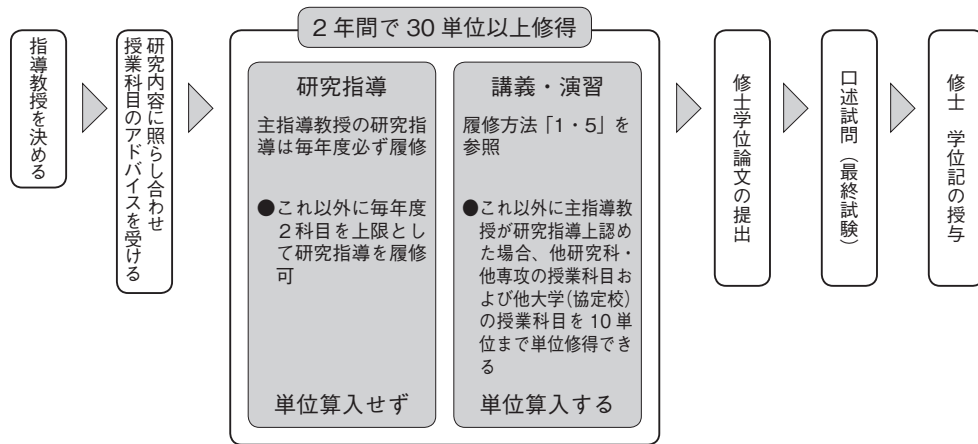 指導教授を決める
研究内容に照らし合わせ
授業科目のアドバイスを受ける
2年間で30単位以上修得
研究指導
主指導教授の研究指
導は毎年度必ず履修
●これ以外に毎年度
2科目を上限とし
て研究指導を履修
可
単位算入せず
講義・演習
履修方法「1・5」を
参照
●これ以外に主指導教
授が研究指導上認め
た場合、他研究科・
他専攻の授業科目お
よび他大学(協定校)
の授業科目を10単
位まで単位修得でき
る
単位算入する
修士学位論文の提出
口述試問（最終試験）
修士　学位記の授与